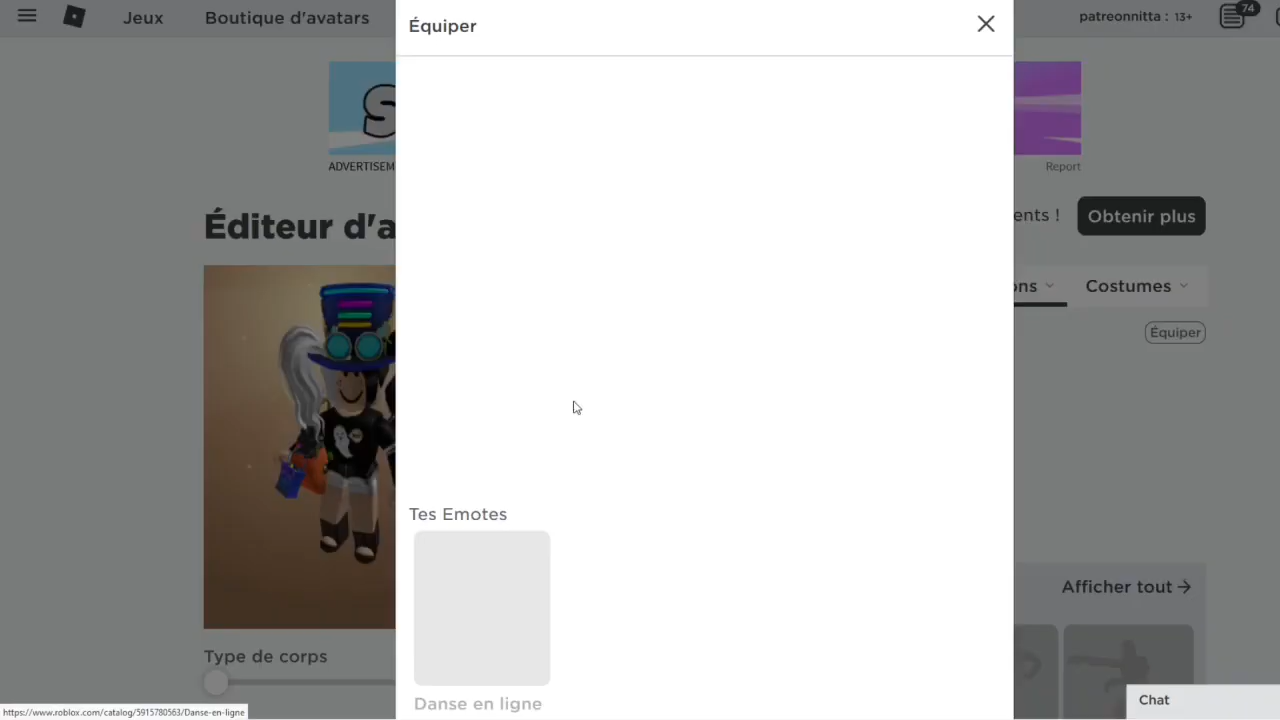 Jeux
Boutique d'avatars
Équiper
patreonnitta : 13+
74
ADVERTISEM
Report
Éditeur d'a
ents !
Obtenir plus
ons
Costumes
Équiper
Tes Emotes
Afficher tout
Type de corps
Danse en ligne
Chat
https://www.roblox.com/catalog/5915780563/Danse-en-ligne